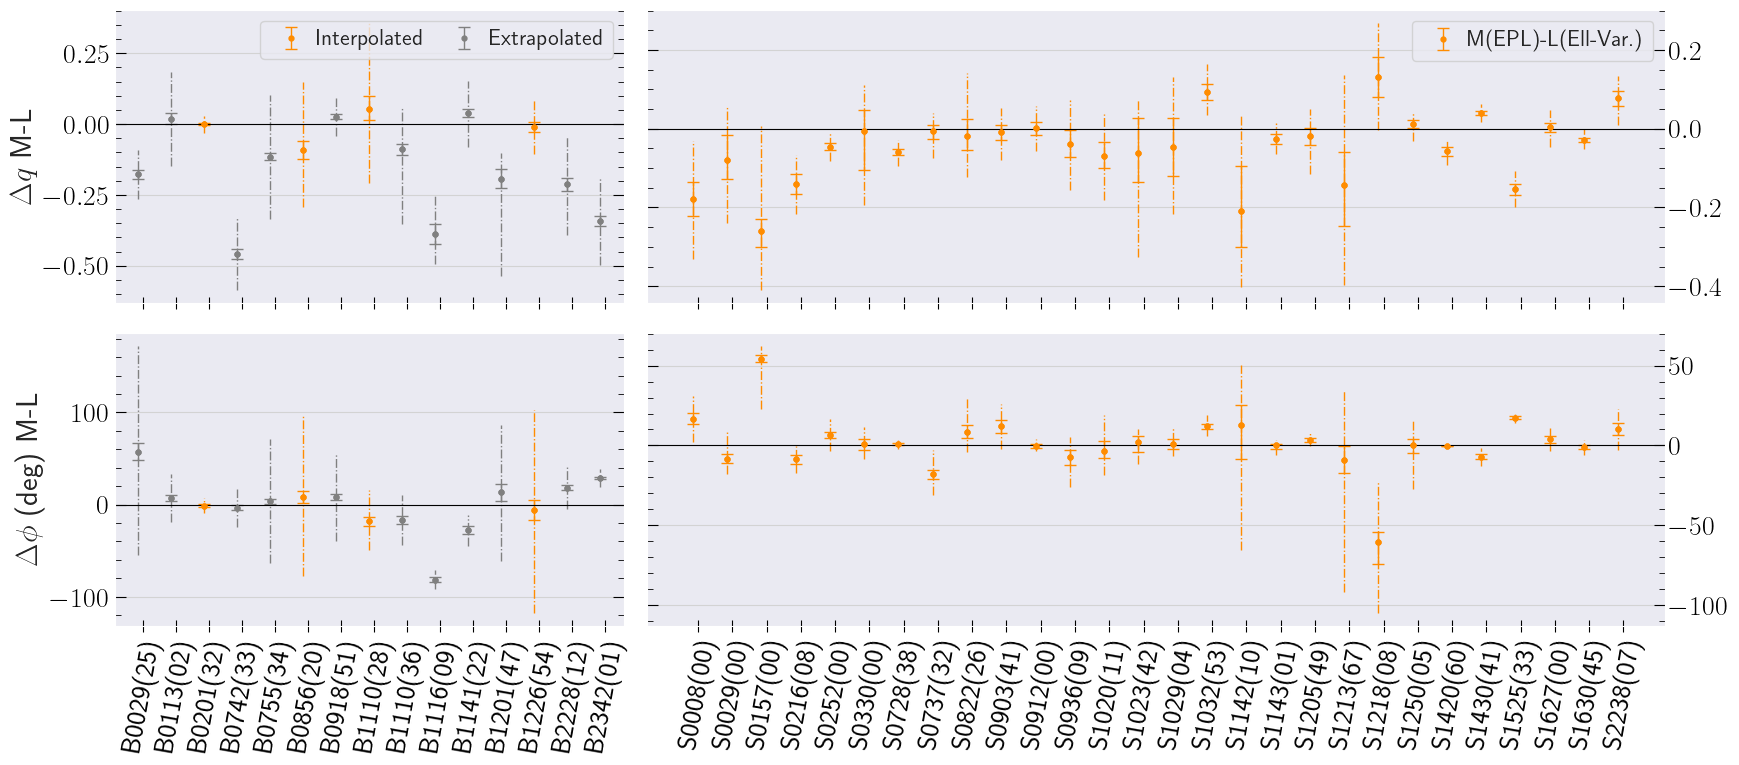 Interpolated Extrapolated
M(EPL)-L(Ell-Var.)
Δq M-L
0.25
0.00
−0.25
−0.50
0.2
0.0
−0.2
−0.4
Δϕ (deg) M-L
100
0
−100
50
0
−50
−100
B0029(25)
B0113(02)
B0201(32)
B0742(33)
B0755(34)
B0856(20)
B0918(51)
B1110(28)
B1110(36)
B1116(09)
B1141(22)
B1201(47)
B1226(54)
B2228(12)
B2342(01)
S0008(00)
S0029(00)
S0157(00)
S0216(08)
S0252(00)
S0330(00)
S0728(38)
S0737(32)
S0822(26)
S0903(41)
S0912(00)
S0936(09)
S1020(11)
S1023(42)
S1029(04)
S1032(53)
S1142(10)
S1143(01)
S1205(49)
S1213(67)
S1218(08)
S1250(05)
S1420(60)
S1430(41)
S1525(33)
S1627(00)
S1630(45)
S2238(07)